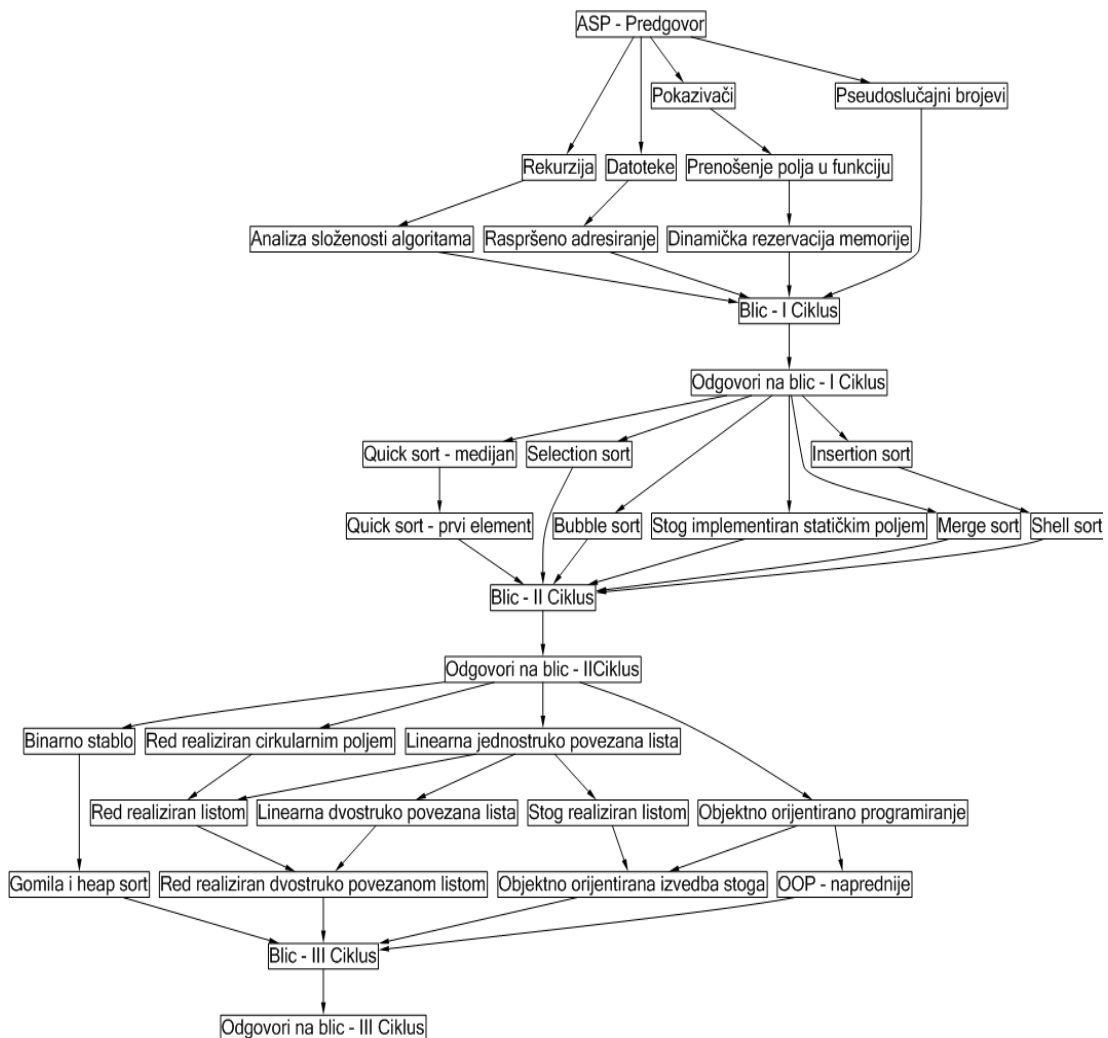 ASP - Predgovor
Pokazivači
Pseudoslučajni brojevi
Rekurzija
Datoteke
Prenošenje polja u funkciju
Analiza složenosti algoritama
Raspršeno adresiranje
Dinamička rezervacija memorije
Blic - I Ciklus
Odgovori na blic - I Ciklus
Quick sort - medijan
Selection sort
Insertion sort
Quick sort - prvi element
Bubble sort
Stog implementiran statičkim poljem
Merge sort
Shell sort
Blic - II Ciklus
Odgovori na blic - IICiklus
Binarno stablo
Red realiziran cirkularnim poljem
Linearna jednostruko povezana lista
Red realiziran listom
Linearna dvostruko povezana lista
Stog realiziran listom
Objektno orijentirano programiranje
Gomila i heap sort
Red realiziran dvostruko povezanom listom
Objektno orijentirana izvedba stoga
OOP - naprednije
Blic - III Ciklus
Odgovori na blic - III Ciklus